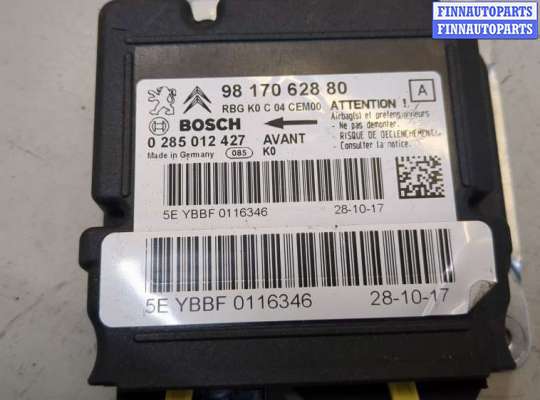 FINNAUTOPARTS
FINNAUTOPARTS
98 170 628 80
A
RBG K0 C 04 CEM00
ATTENTION !
Airbag(s) et pretensionneurs
- Ne pas demonter.
- RISQUE DE DECLENCHEMENT
- Consulter la notice.
BOSCH
0 285 012 427
AVANT
Made in Germany
085
K0
5E YBBF 0116346
28-10-17
5E YBBF 0116346
28-10-17